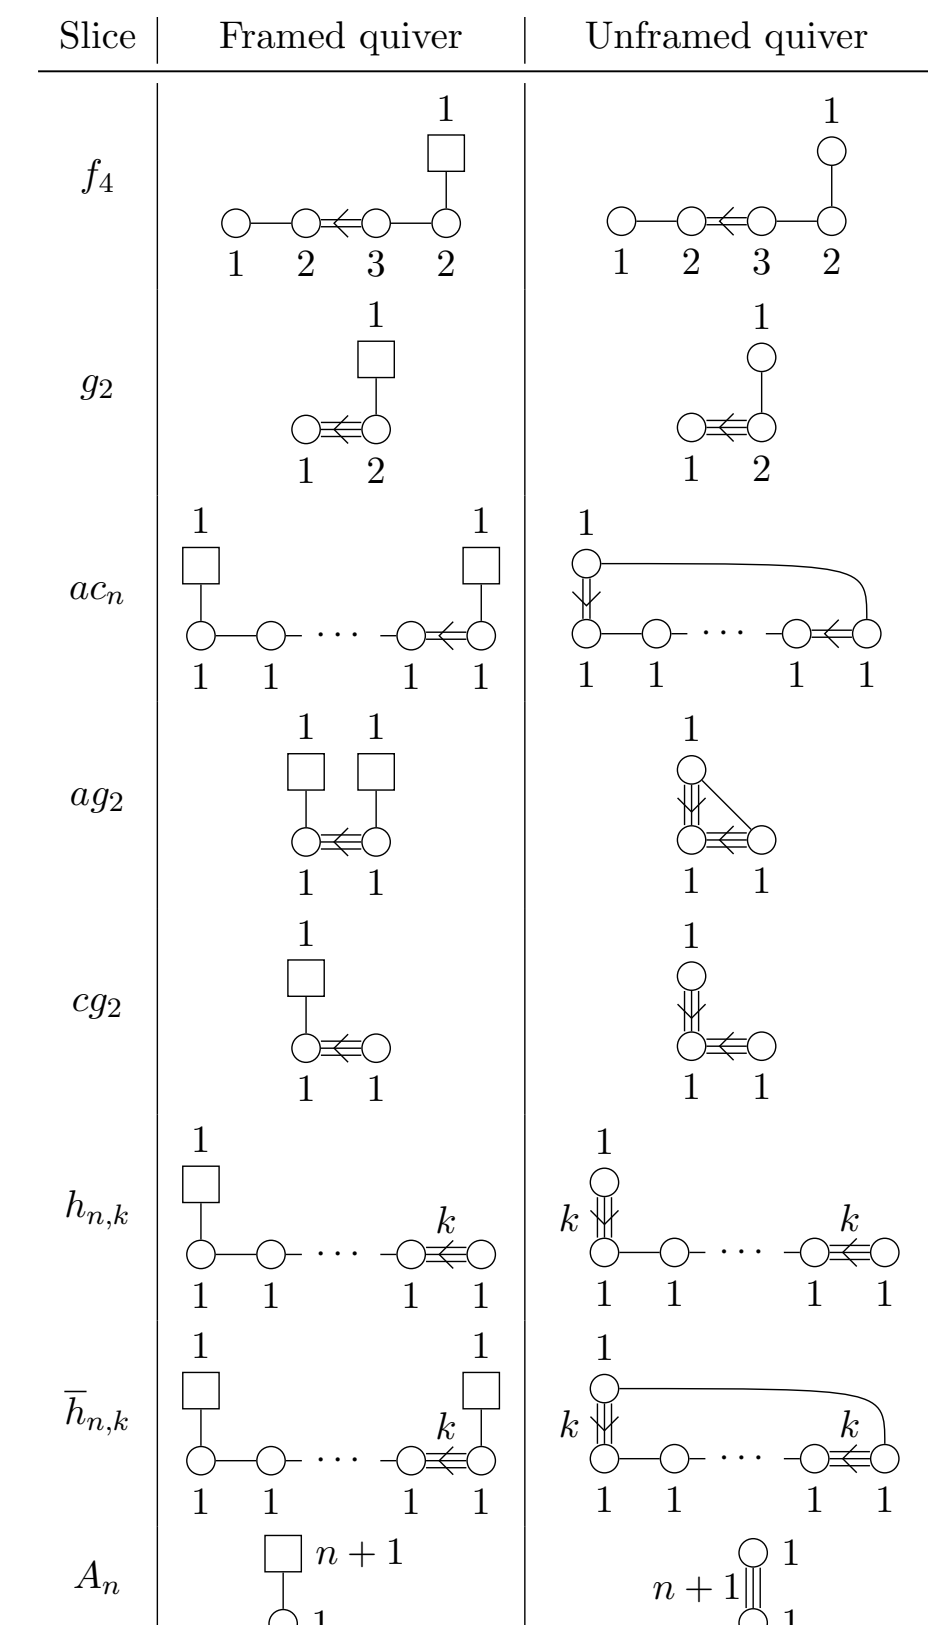 Slice Framed quiver Unframed quiver
1 1
f₄
1 2 3 2 1 2 3 2
1 1
g₂
1 2 1 2
1 1 1
acₙ
⋯ ⋯
1 1 1 1 1 1 1 1
1 1 1
ag₂
1 1 1 1
1 1
cg₂
1 1 1 1
1 1
hₙ,ₖ k k k
⋯ ⋯
1 1 1 1 1 1 1 1
1 1 1
h̅ₙ,ₖ k k k
⋯ ⋯
1 1 1 1 1 1 1 1
n + 1 1
Aₙ n + 1
1 1